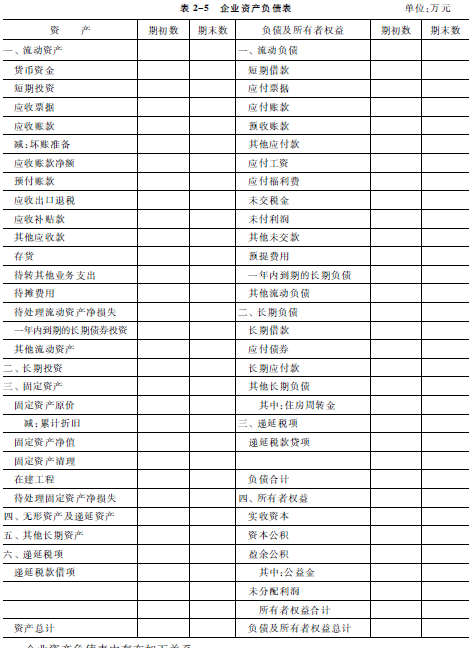 表 2-5 企业资产负债表 单位:万元
资 产 期初数 期末数 负债及所有者权益 期初数 期末数
一、流动资产 一、流动负债
货币资金 短期借款
短期投资 应付票据
应收票据 应付账款
应收账款 预收账款
减:坏账准备 其他应付款
应收账款净额 应付工资
预付账款 应付福利费
应收出口退税 未交税金
应收补贴款 未付利润
其他应收款 其他未交款
存货 预提费用
待转其他业务支出 一年内到期的长期负债
待摊费用 其他流动负债
待处理流动资产净损失 二、长期负债
一年内到期的长期债券投资 长期借款
其他流动资产 应付债券
二、长期投资 长期应付款
三、固定资产 其他长期负债
固定资产原价 其中:住房周转金
减:累计折旧 三、递延税项
固定资产净值 递延税款贷项
固定资产清理
在建工程 负债合计
待处理固定资产净损失 四、所有者权益
四、无形资产及递延资产 实收资本
五、其他长期资产 资本公积
六、递延税项 盈余公积
递延税款借项 其中:公益金
未分配利润
所有者权益合计
资产总计 负债及所有者权益总计